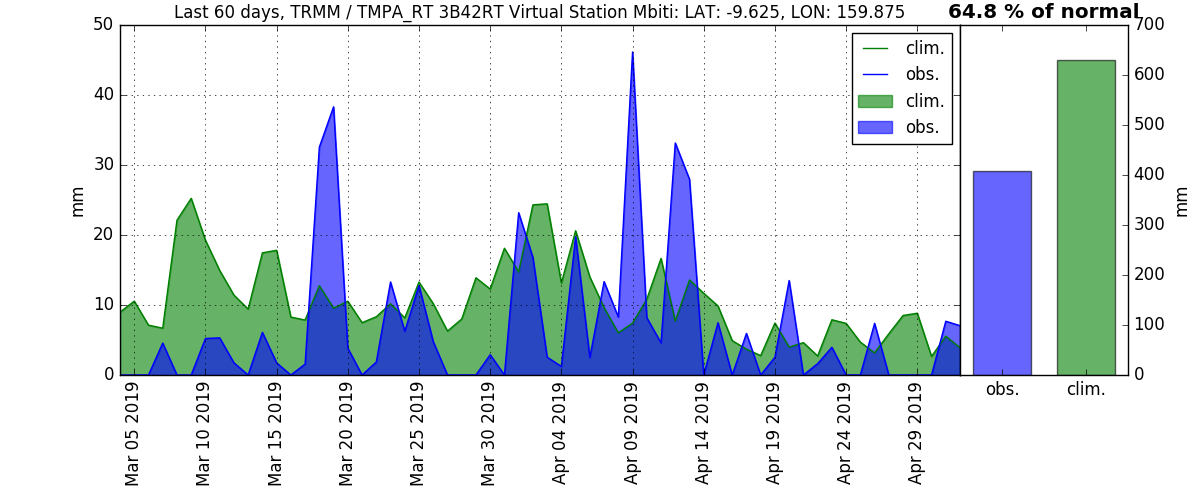 Last 60 days, TRMM / TMPA_RT 3B42RT Virtual Station Mbiti: LAT: -9.625, LON: 159.875
64.8 % of normal
50
40
30
20
10
0
mm
clim.
obs.
clim.
obs.
700
600
500
400
300
200
100
0
mm
Mar 05 2019
Mar 10 2019
Mar 15 2019
Mar 20 2019
Mar 25 2019
Mar 30 2019
Apr 04 2019
Apr 09 2019
Apr 14 2019
Apr 19 2019
Apr 24 2019
Apr 29 2019
obs.
clim.